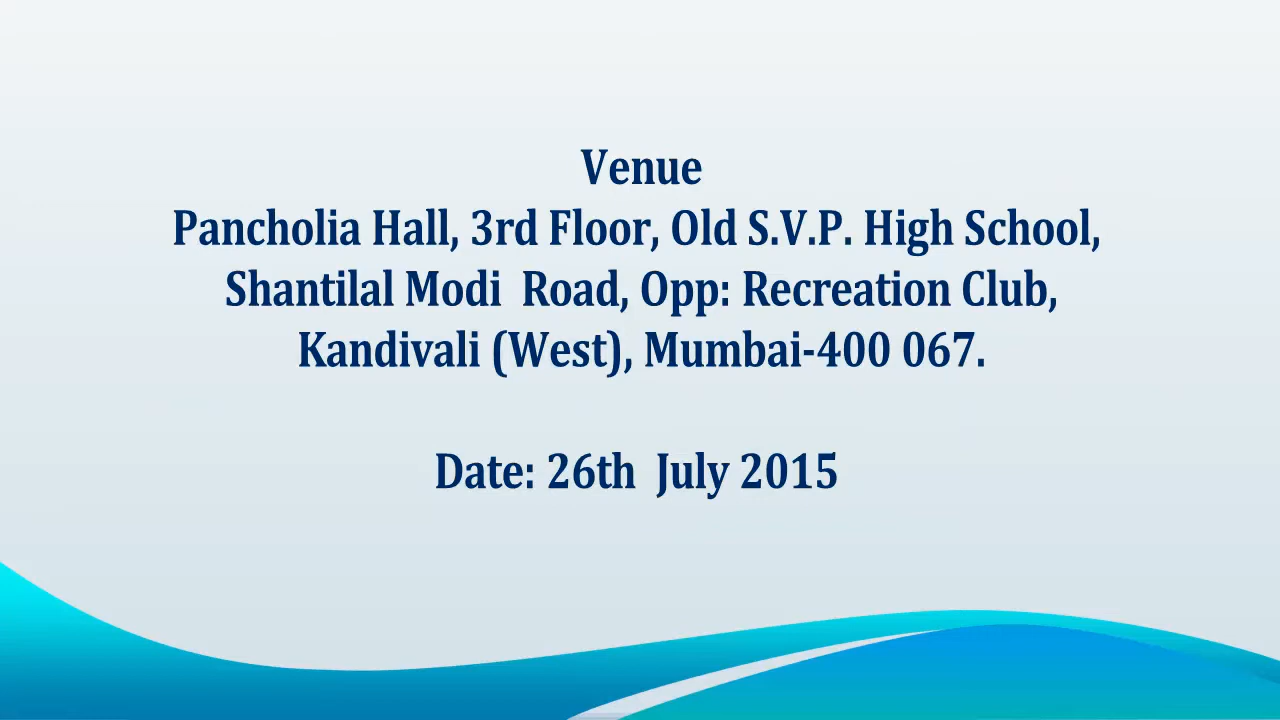 Venue
Pancholia Hall, 3rd Floor, Old S.V.P. High School,
Shantilal Modi  Road, Opp: Recreation Club,
Kandivali (West), Mumbai-400 067.
Date: 26th  July 2015